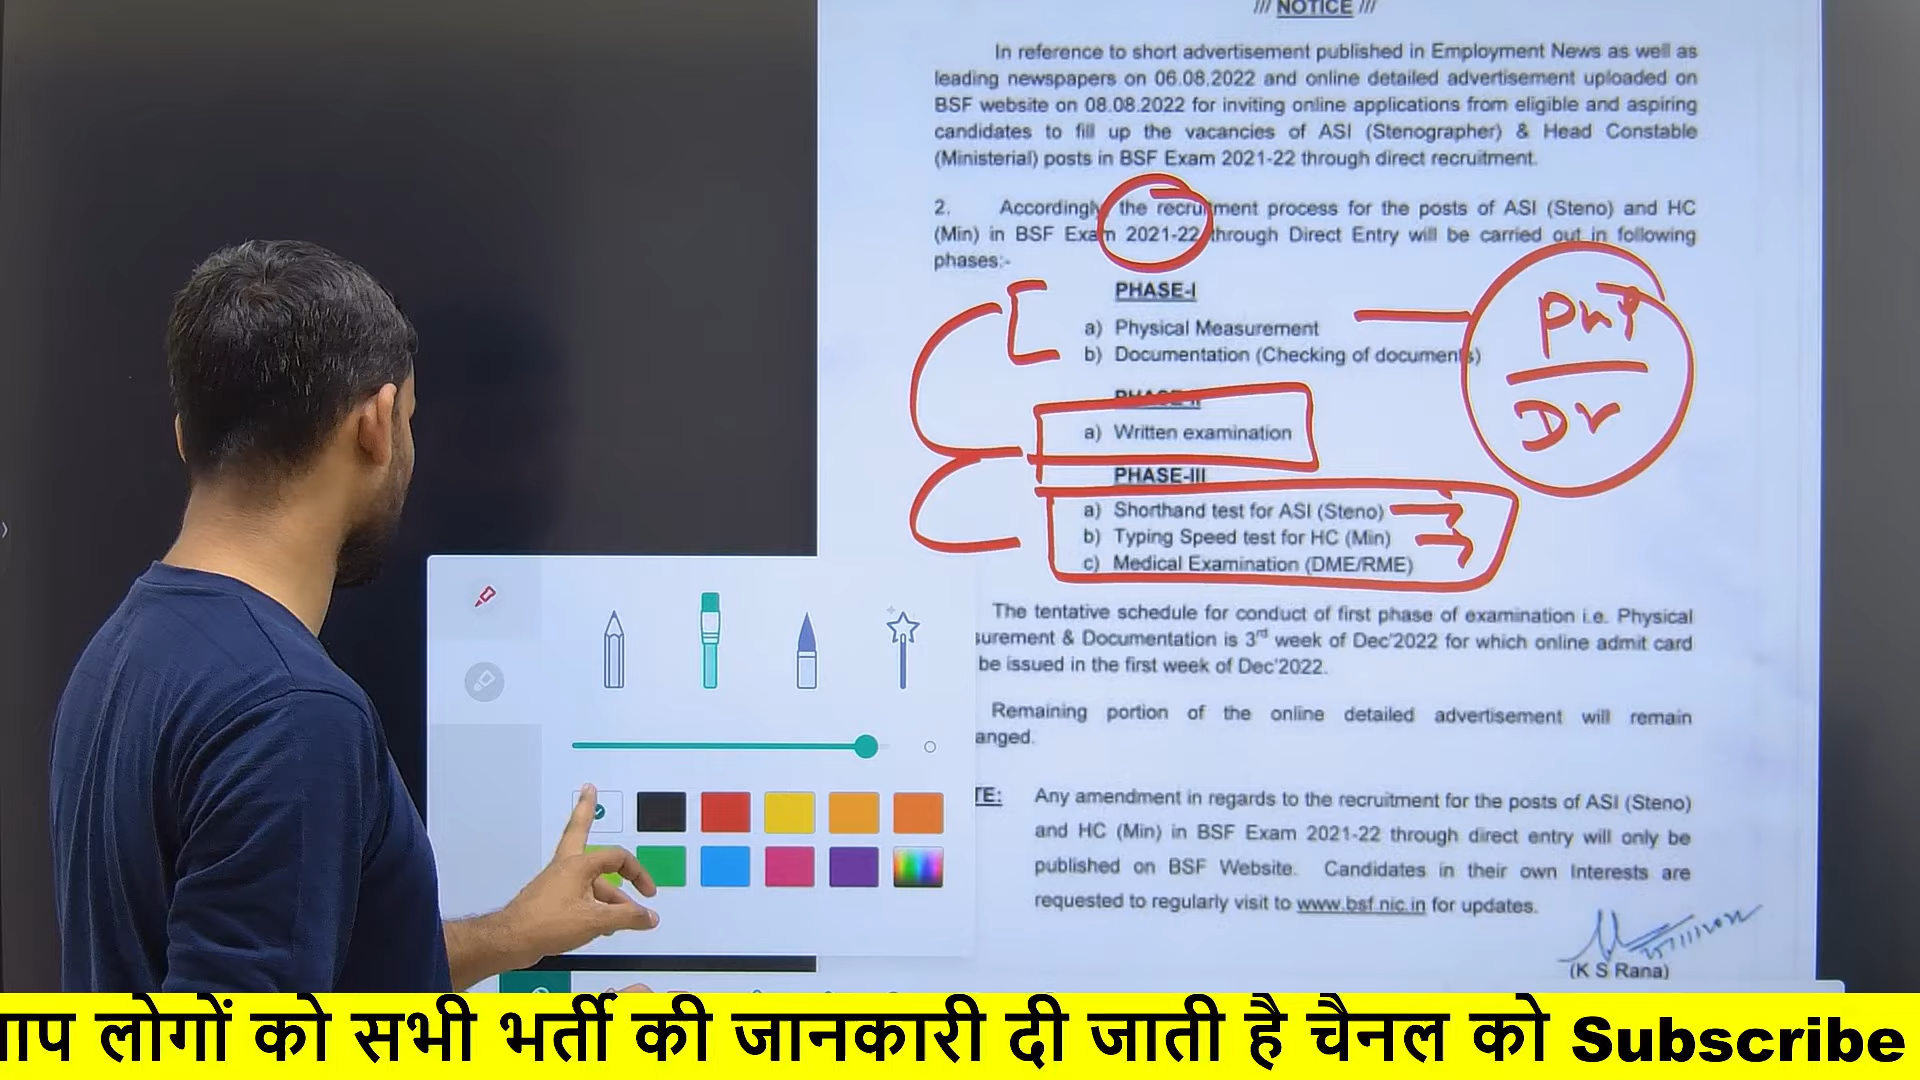 /// NOTICE ///
In reference to short advertisement published in Employment News as well as
leading newspapers on 06.08.2022 and online detailed advertisement uploaded on
BSF website on 08.08.2022 for inviting online applications from eligible and aspiring
candidates to fill up the vacancies of ASI (Stenographer) & Head Constable
(Ministerial) posts in BSF Exam 2021-22 through direct recruitment.
2. Accordingly the recruitment process for the posts of ASI (Steno) and HC
(Min) in BSF Exam 2021-22 through Direct Entry will be carried out in following
phases:-
PHASE-I
a) Physical Measurement
b) Documentation (Checking of documents)
PHASE-II
a) Written examination
PHASE-III
a) Shorthand test for ASI (Steno)
b) Typing Speed test for HC (Min)
c) Medical Examination (DME/RME)
The tentative schedule for conduct of first phase of examination i.e. Physical
surement & Documentation is 3rd week of Dec'2022 for which online admit card
be issued in the first week of Dec'2022.
Remaining portion of the online detailed advertisement will remain
anged.
TE: Any amendment in regards to the recruitment for the posts of ASI (Steno)
and HC (Min) in BSF Exam 2021-22 through direct entry will only be
published on BSF Website. Candidates in their own Interests are
requested to regularly visit to www.bsf.nic.in for updates.
(K S Rana)
लोगों को सभी भर्ती की जानकारी दी जाती है चैनल को Subscribe